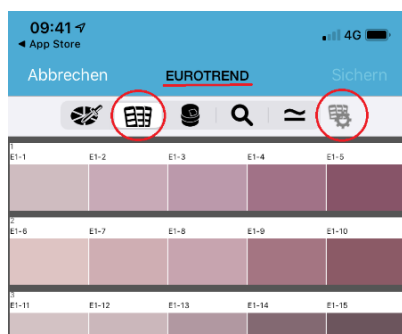 09:41
4G
◀ App Store
Abbrechen EUROTREND Sichern
1
E1-1 E1-2 E1-3 E1-4 E1-5
2
E1-6 E1-7 E1-8 E1-9 E1-10
3
E1-11 E1-12 E1-13 E1-14 E1-15